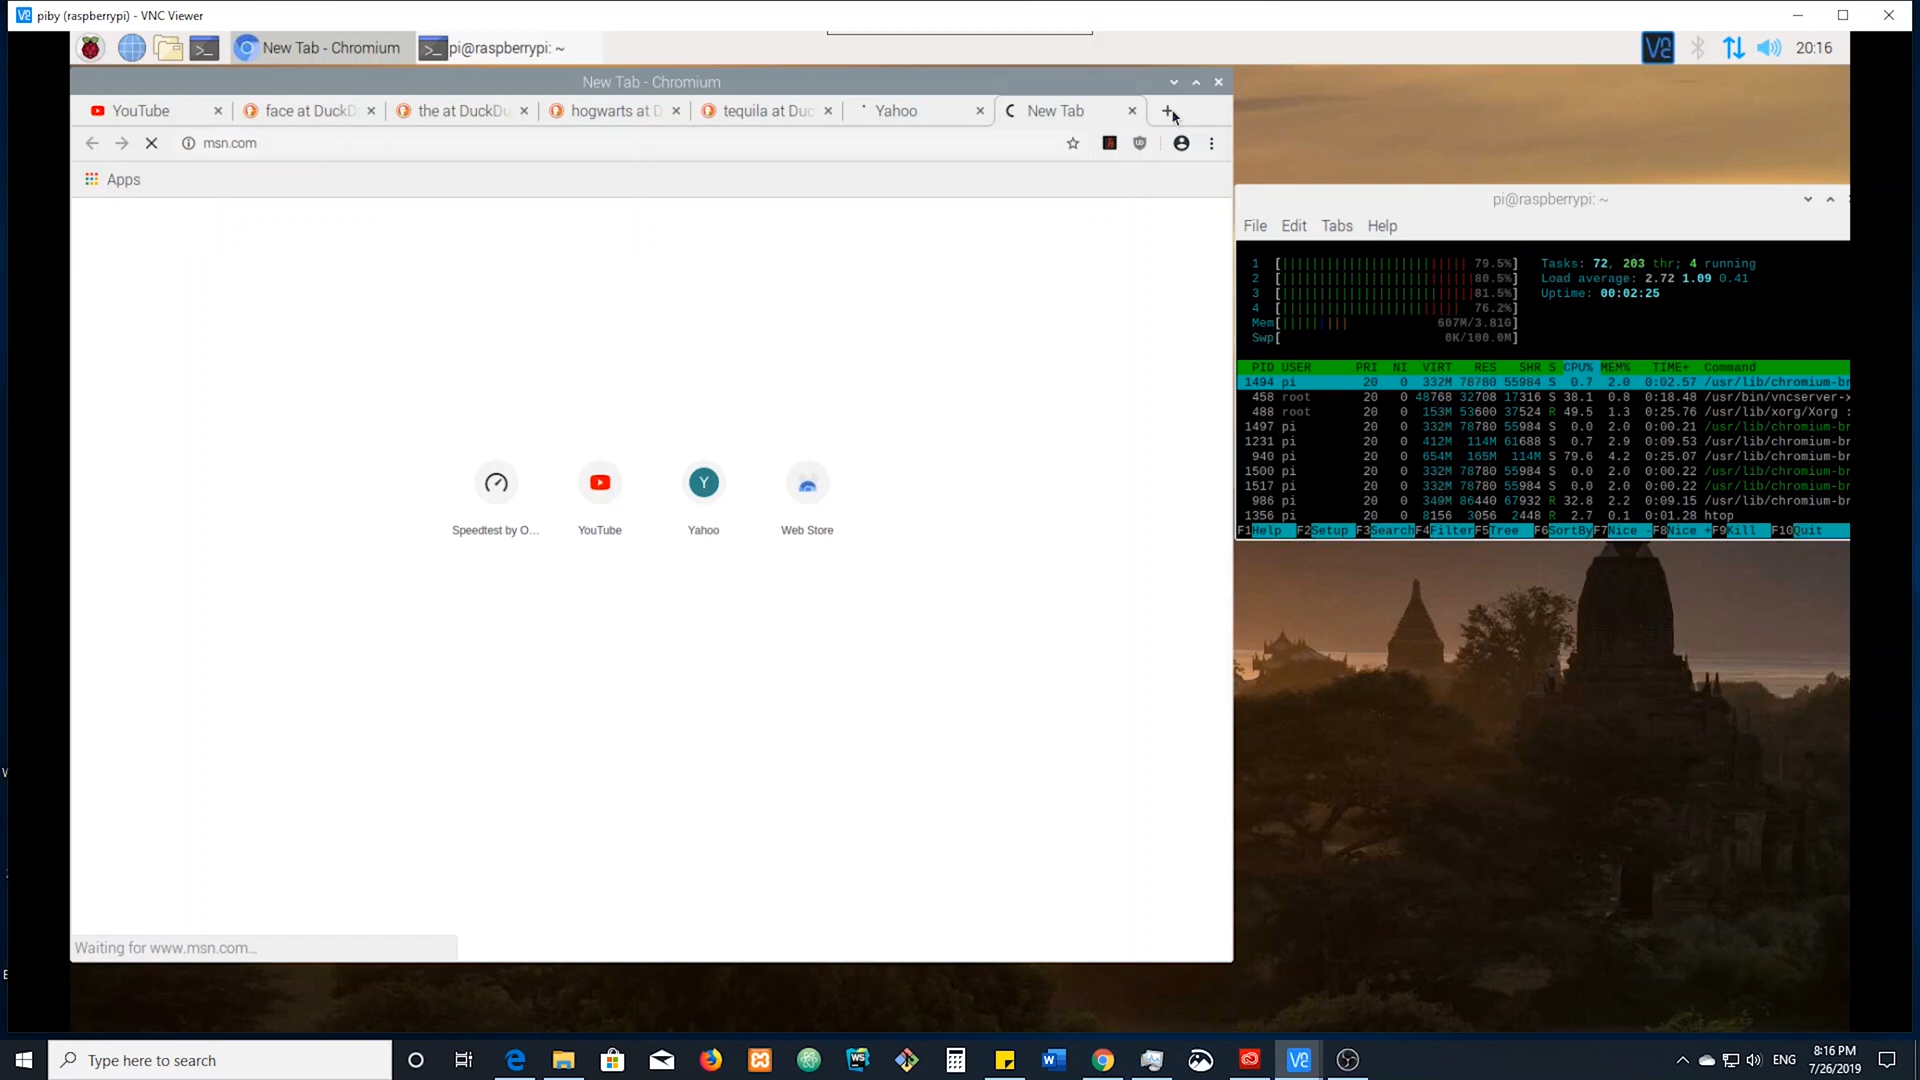 piby (raspberrypi) - VNC Viewer
New Tab - Chromium
pi@raspberrypi: ~
20:16
New Tab - Chromium
YouTube
face at DuckD
the at DuckDu
hogwarts at D
tequila at Duc
Yahoo
New Tab
msn.com
Apps
Speedtest by O...
YouTube
Y
Yahoo
Web Store
Waiting for www.msn.com...
pi@raspberrypi: ~
File Edit Tabs Help
1 [79.5%] Tasks: 72, 203 thr; 4 running
2 [80.5%] Load average: 2.72 1.09 0.41
3 [81.5%] Uptime: 00:02:25
4 [76.2%]
Mem[607M/3.81G]
Swp[0K/100.0M]
PID USER PRI NI VIRT RES SHR S CPU% MEM% TIME+ Command
1494 pi 20 0 332M 78780 55984 S 0.7 2.0 0:02.57 /usr/lib/chromium-br
458 root 20 0 48768 32708 17316 S 38.1 0.8 0:18.48 /usr/bin/vncserver-x
488 root 20 0 153M 53600 37524 R 49.5 1.3 0:25.76 /usr/lib/xorg/Xorg :
1497 pi 20 0 332M 78780 55984 S 0.0 2.0 0:00.21 /usr/lib/chromium-br
1231 pi 20 0 412M 114M 61688 S 0.7 2.9 0:09.53 /usr/lib/chromium-br
940 pi 20 0 654M 165M 114M S 79.6 4.2 0:25.07 /usr/lib/chromium-br
1500 pi 20 0 332M 78780 55984 S 0.0 2.0 0:00.22 /usr/lib/chromium-br
1517 pi 20 0 332M 78780 55984 S 0.0 2.0 0:00.22 /usr/lib/chromium-br
986 pi 20 0 349M 86440 67932 R 32.8 2.2 0:09.15 /usr/lib/chromium-br
1356 pi 20 0 8156 3056 2448 R 2.7 0.1 0:01.28 htop
F1Help F2Setup F3SearchF4FilterF5Tree F6SortByF7Nice -F8Nice +F9Kill F10Quit
Type here to search
ENG
8:16 PM
7/26/2019